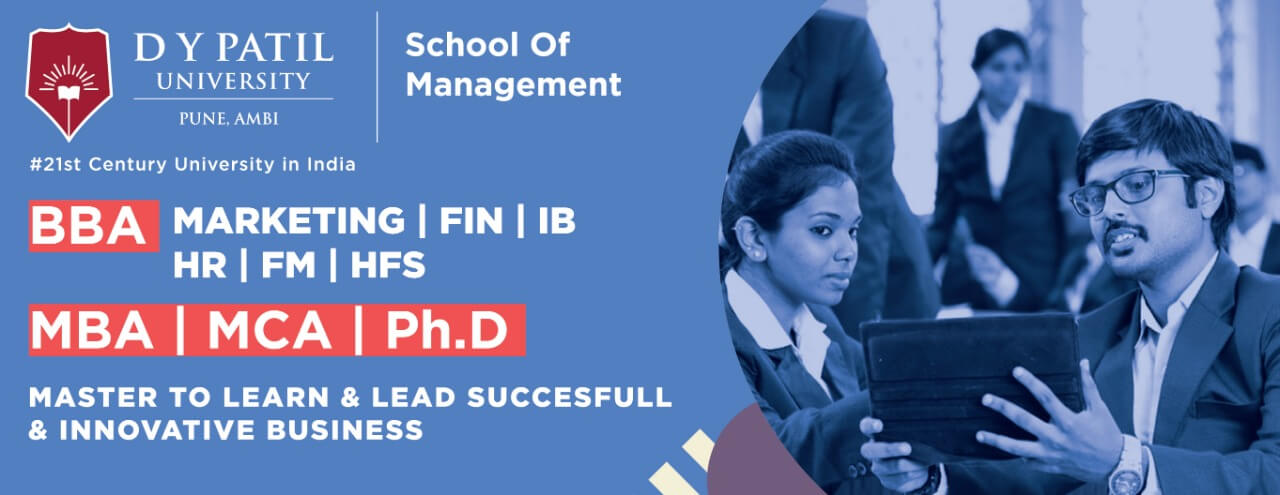 D Y PATIL
UNIVERSITY
PUNE, AMBI
School Of
Management
#21st Century University in India
BBA MARKETING | FIN | IB
HR | FM | HFS
MBA | MCA | Ph.D
MASTER TO LEARN & LEAD SUCCESFULL
& INNOVATIVE BUSINESS